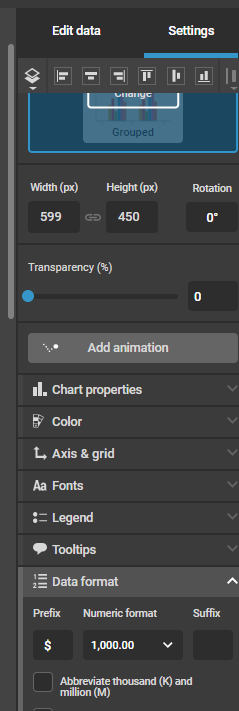 Edit data Settings
Change
Grouped
Width (px) Height (px) Rotation
599 450 0°
Transparency (%)
0
Add animation
Chart properties
Color
Axis & grid
Aa Fonts
Legend
Tooltips
Data format
Prefix Numeric format Suffix
$ 1,000.00
Abbreviate thousand (K) and
million (M)